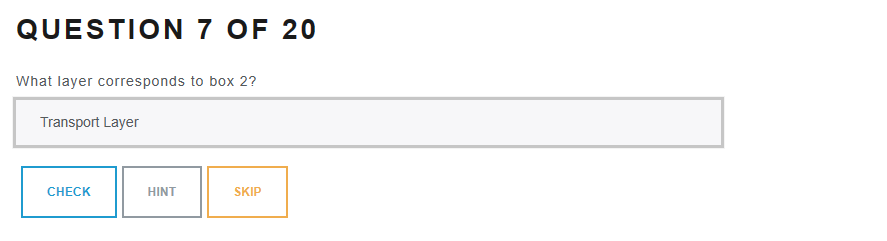 QUESTION 7 OF 20
What layer corresponds to box 2?
Transport Layer
CHECK HINT SKIP